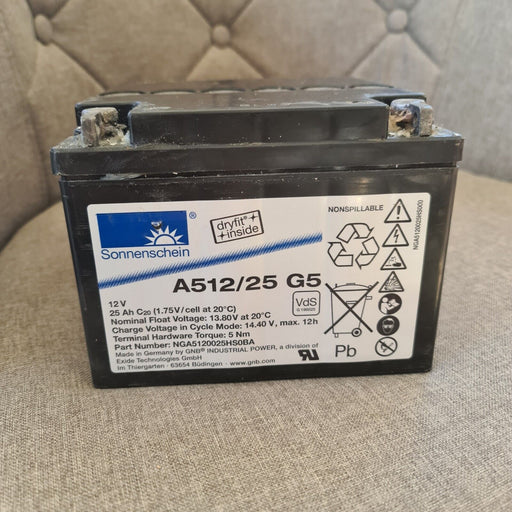 Sonnenschein®
dryfit
inside
NONSPILLABLE
NGA5120025HS00
A512/25 G5
12 V
25 Ah C20 (1.75V/cell at 20°C)
Nominal Float Voltage: 13.80V at 20°C
Charge Voltage in Cycle Mode: 14.40 V, max. 12h
Terminal Hardware Torque: 5 Nm
Part Number: NGA5120025HS0BA
Made in Germany by GNB® INDUSTRIAL POWER, a division of
Exide Technologies GmbH
Im Thiergarten - 63654 Büdingen - www.gnb.com
VdS
Pb